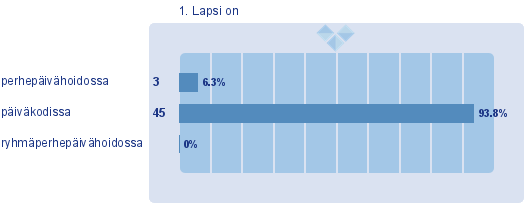 1. Lapsi on
perhepäivähoidossa 3 6.3%
päiväkodissa 45 93.8%
ryhmäperhepäivähoidossa 0%